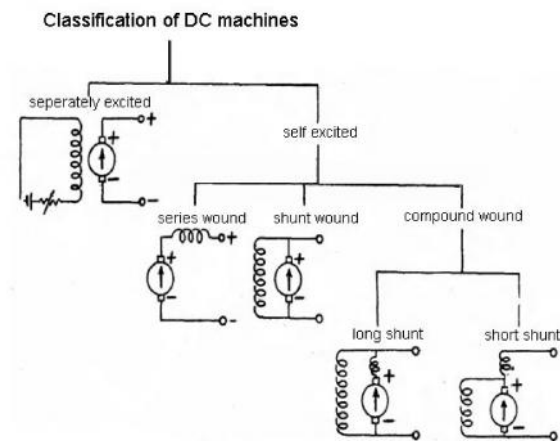 Classification of DC machines
seperately excited
self excited
+
+
-
-
series wound
shunt wound
compound wound
+
+
-
-
+
-
long shunt
short shunt
+
-
+
-